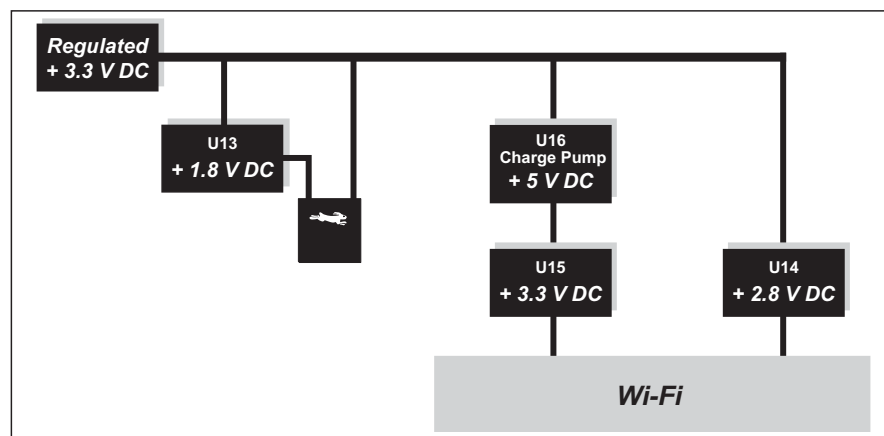 Regulated
+ 3.3 V DC
U13
+ 1.8 V DC
U16
Charge Pump
+ 5 V DC
U15
+ 3.3 V DC
U14
+ 2.8 V DC
Wi-Fi